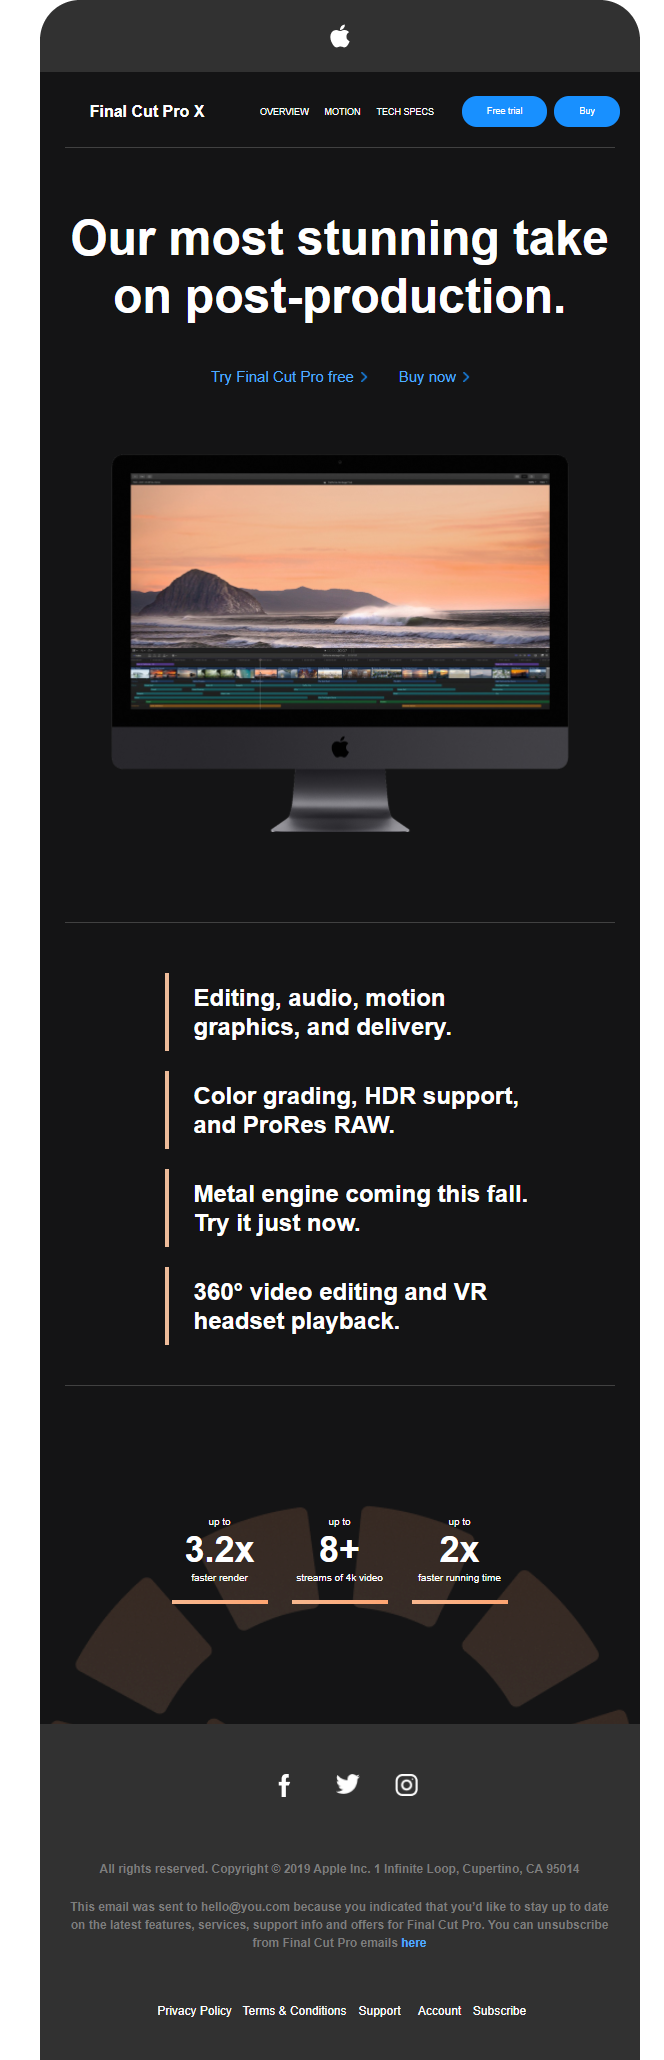 Final Cut Pro X
OVERVIEW MOTION TECH SPECS
Free trial
Buy
Our most stunning take
on post-production.
Try Final Cut Pro free
Buy now
Editing, audio, motion
graphics, and delivery.
Color grading, HDR support,
and ProRes RAW.
Metal engine coming this fall.
Try it just now.
360° video editing and VR
headset playback.
up to
3.2x
faster render
up to
8+
streams of 4k video
up to
2x
faster running time
All rights reserved. Copyright © 2019 Apple Inc. 1 Infinite Loop, Cupertino, CA 95014
This email was sent to hello@you.com because you indicated that you'd like to stay up to date
on the latest features, services, support info and offers for Final Cut Pro. You can unsubscribe
from Final Cut Pro emails here
Privacy Policy Terms & Conditions Support Account Subscribe